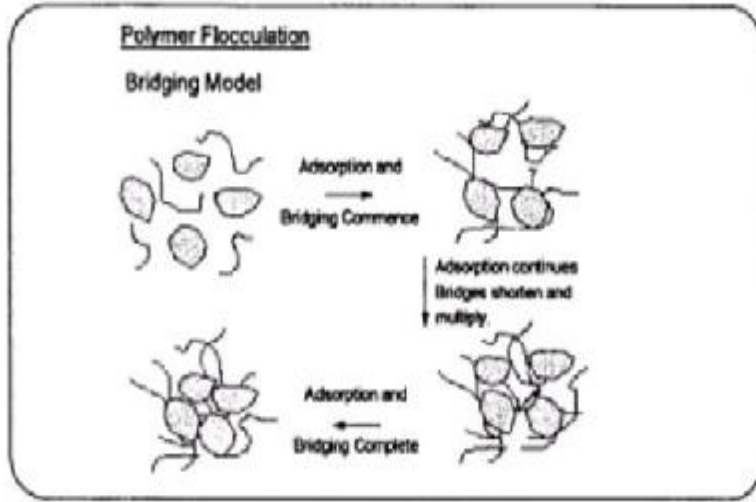 Polymer Flocculation
Bridging Model
Adsorption and
Bridging Commence
Adsorption continues
Bridges shorten and
multiply.
Adsorption and
Bridging Complete